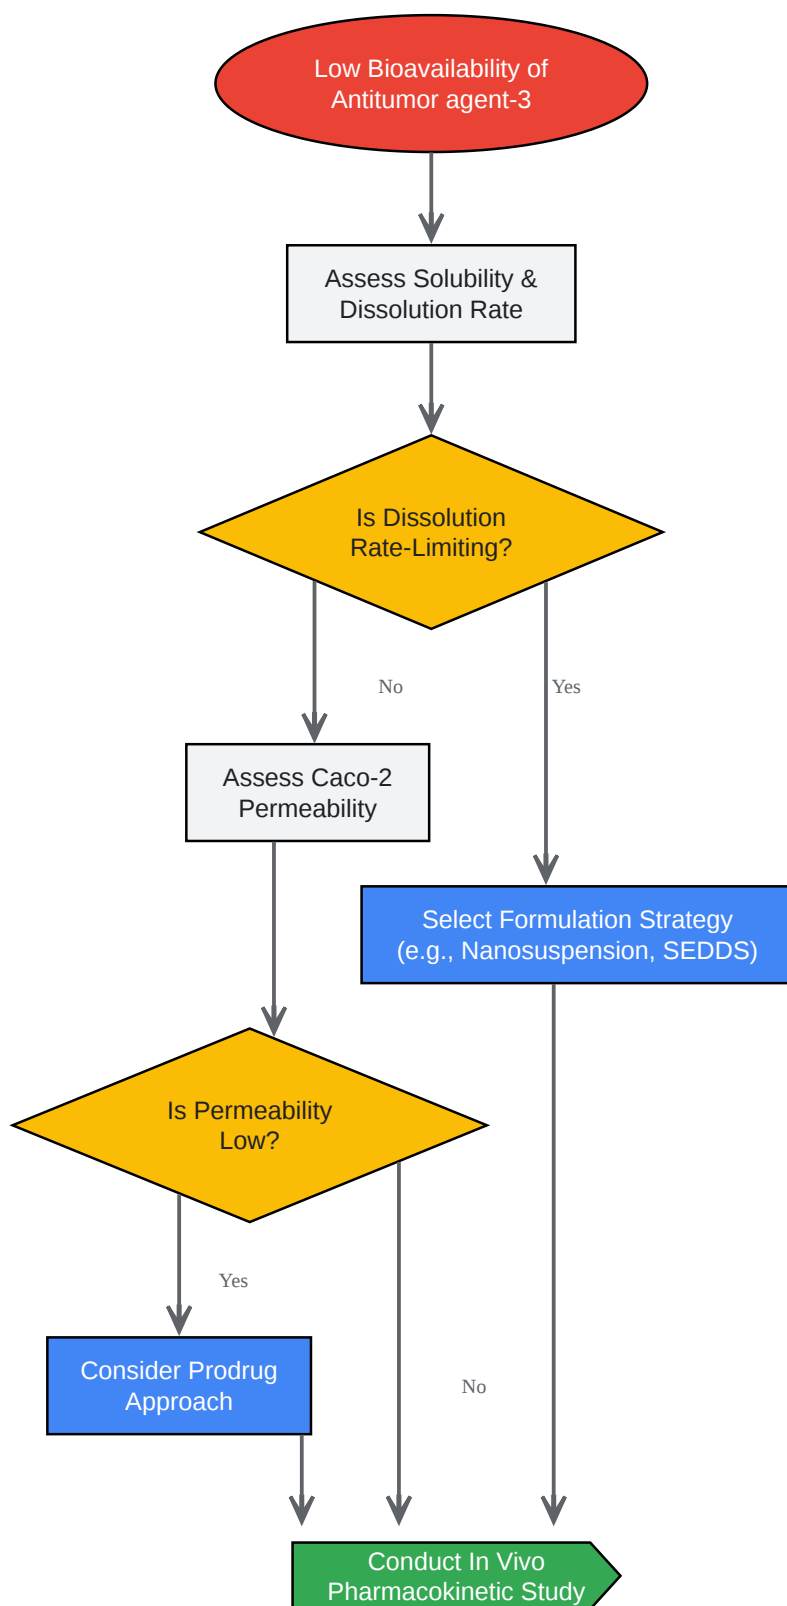 Low Bioavailability of
Antitumor agent-3
Assess Solubility &
Dissolution Rate
Is Dissolution
Rate-Limiting?
No
Yes
Assess Caco-2
Permeability
Select Formulation Strategy
(e.g., Nanosuspension, SEDDS)
Is Permeability
Low?
Yes
Consider Prodrug
Approach
No
Conduct In Vivo
Pharmacokinetic Study